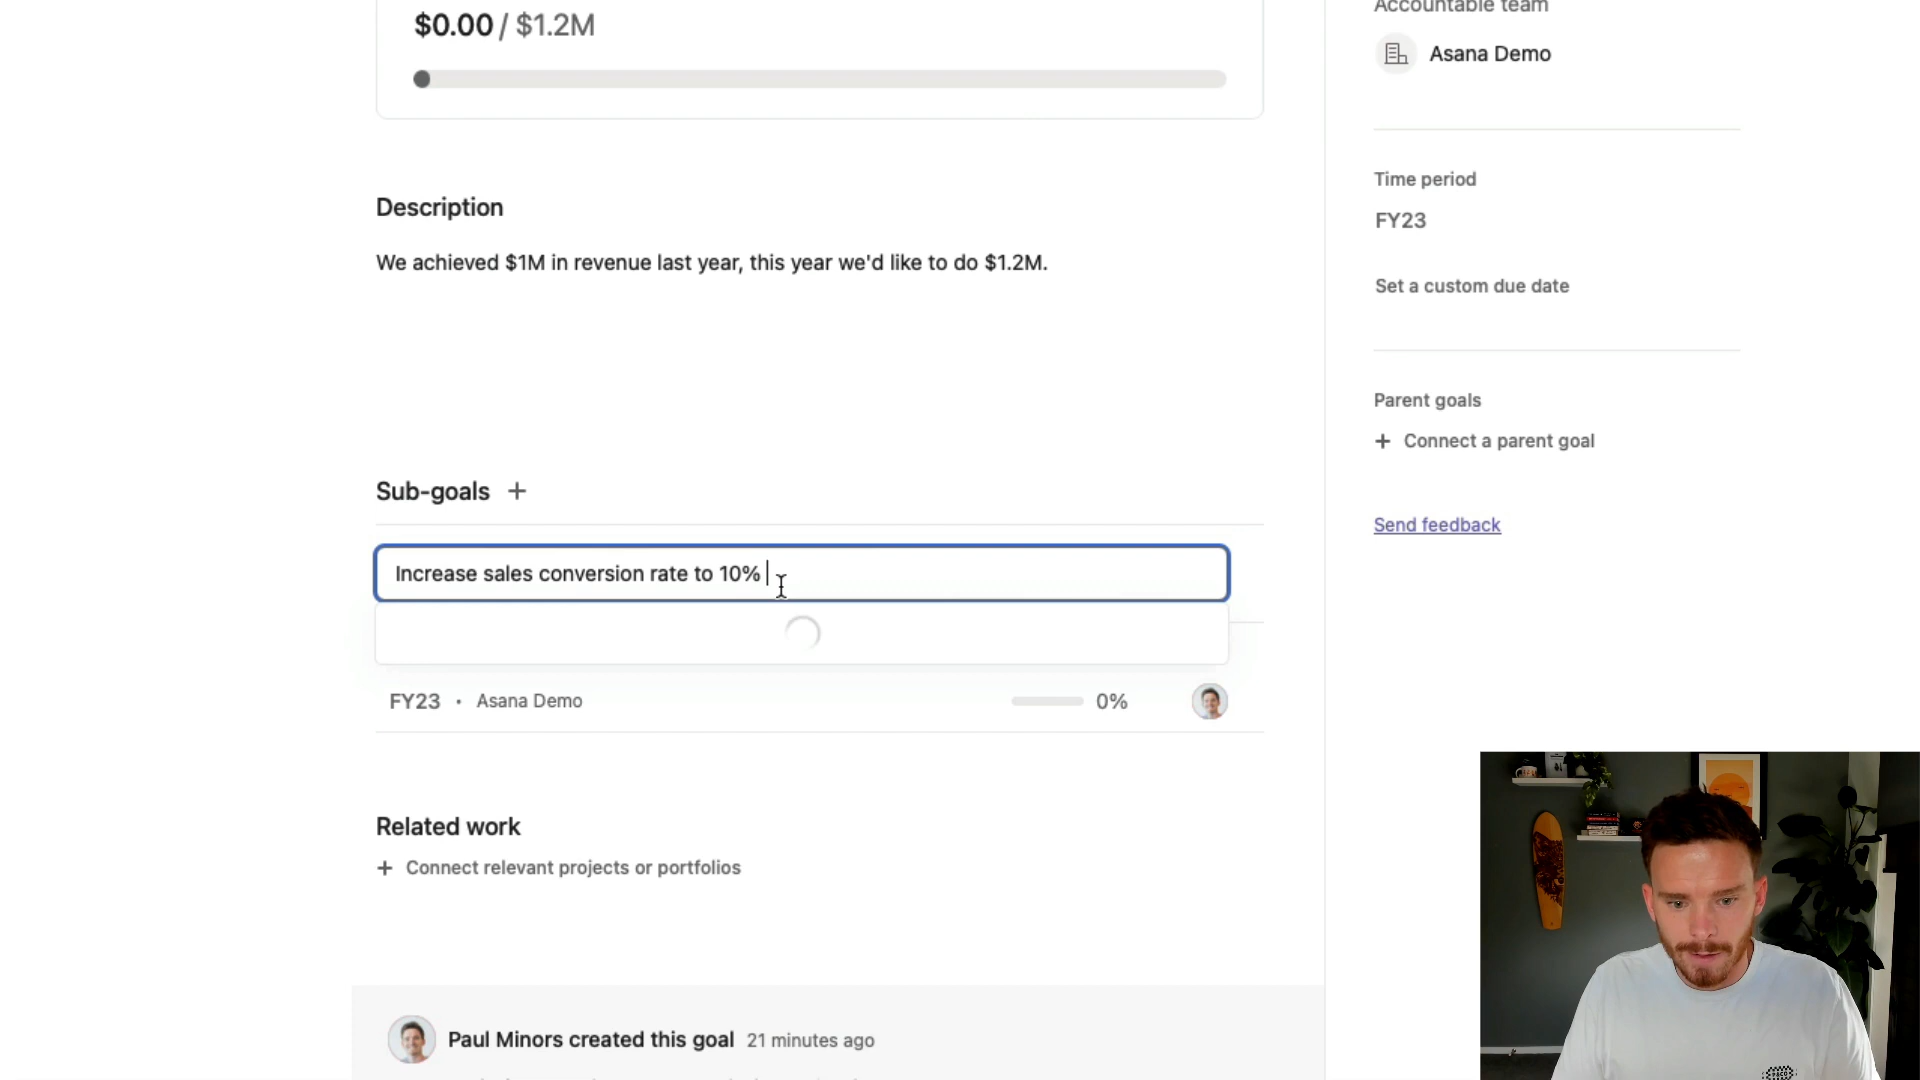 $0.00 / $1.2M
Accountable team
Asana Demo
Time period
FY23
Set a custom due date
Description
We achieved $1M in revenue last year, this year we'd like to do $1.2M.
Parent goals
+ Connect a parent goal
Send feedback
Sub-goals +
Increase sales conversion rate to 10%
FY23 • Asana Demo 0%
Related work
+ Connect relevant projects or portfolios
Paul Minors created this goal 21 minutes ago